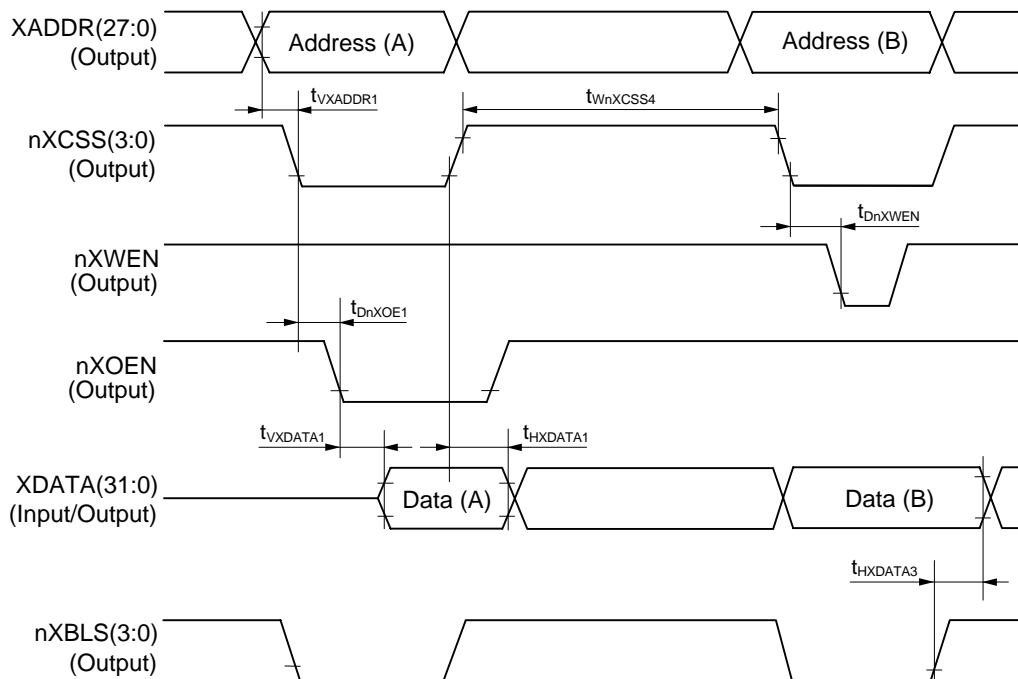 XADDR(27:0)
(Output)
Address (A)
Address (B)
tVXADDR1
tWnXCSS4
nXCSS(3:0)
(Output)
tDnXWEN
nXWEN
(Output)
tDnXOE1
nXOEN
(Output)
tVXDATA1
tHXDATA1
XDATA(31:0)
(Input/Output)
Data (A)
Data (B)
tHXDATA3
nXBLS(3:0)
(Output)